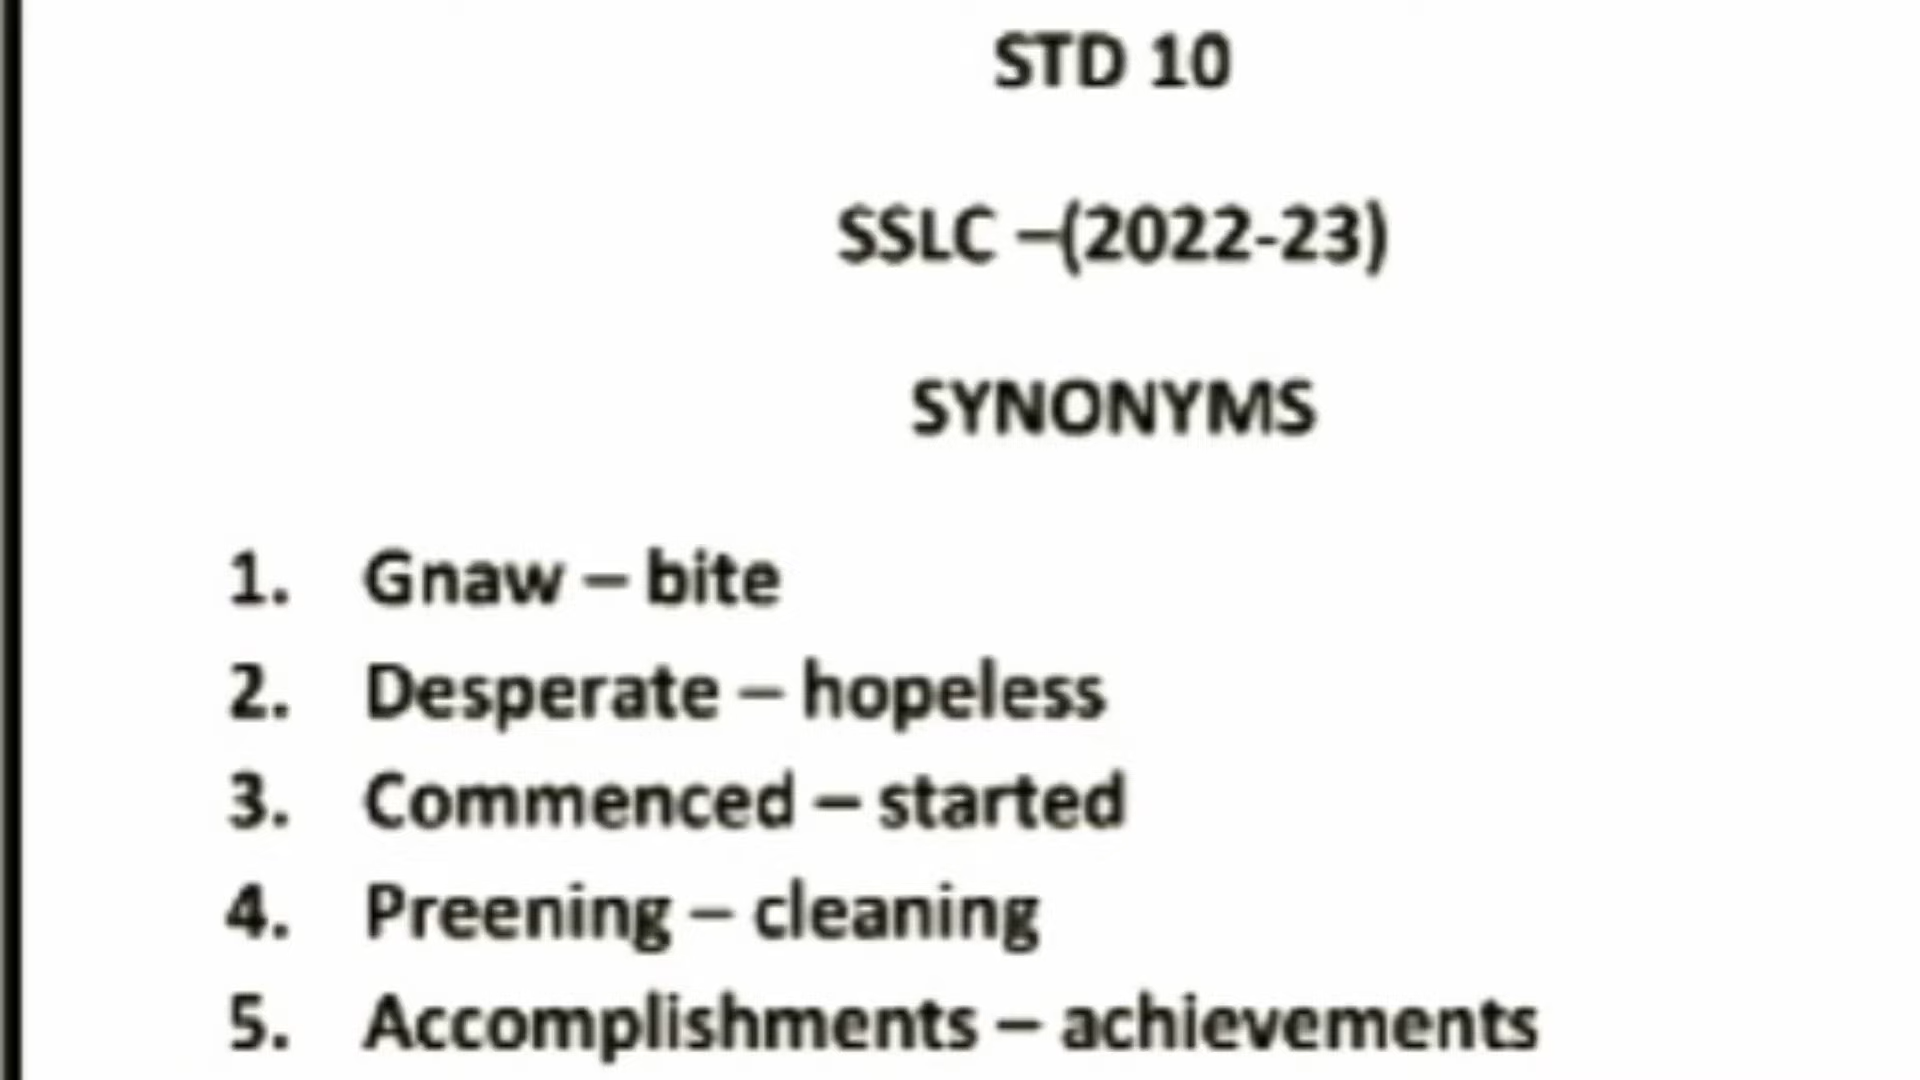 STD 10
SSLC –(2022-23)
SYNONYMS
1. Gnaw – bite
2. Desperate – hopeless
3. Commenced – started
4. Preening – cleaning
5. Accomplishments – achievements